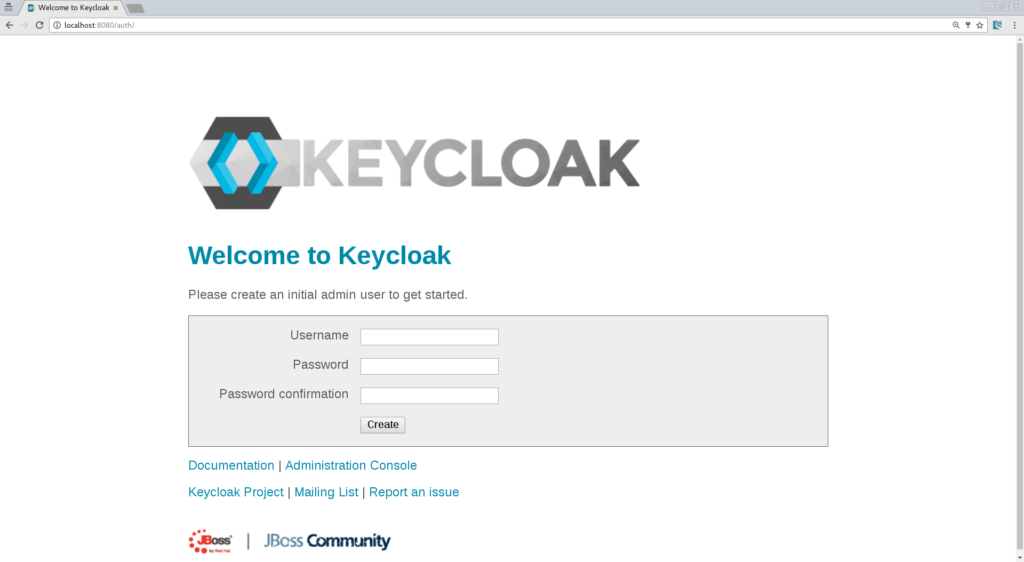 Welcome to Keycloak
localhost:8080/auth/
KEYCLOAK
Welcome to Keycloak
Please create an initial admin user to get started.
Username
Password
Password confirmation
Create
Documentation | Administration Console
Keycloak Project | Mailing List | Report an issue
JBoss by Red Hat | JBoss Community